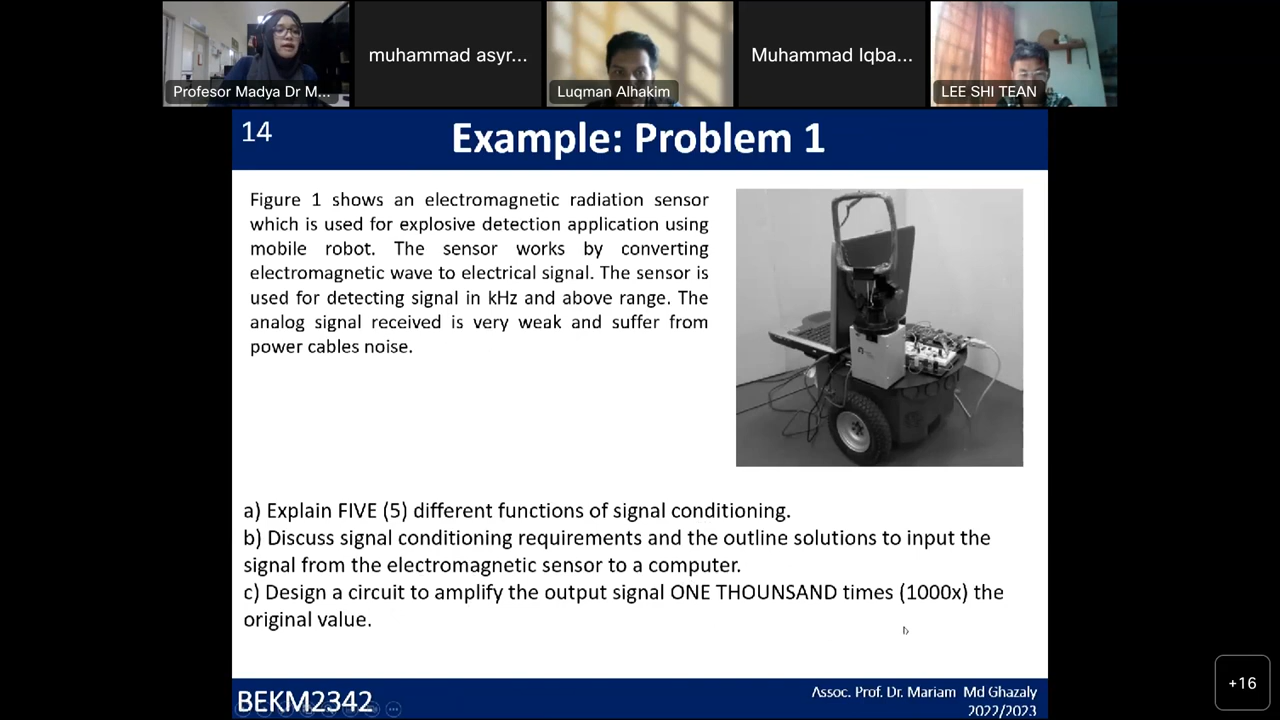 muhammad asyr...
Muhammad Iqba...
Profesor Madya Dr M...
Luqman Alhakim
LEE SHI TEAN
14
Example: Problem 1
Figure 1 shows an electromagnetic radiation sensor
which is used for explosive detection application using
mobile robot. The sensor works by converting
electromagnetic wave to electrical signal. The sensor is
used for detecting signal in kHz and above range. The
analog signal received is very weak and suffer from
power cables noise.
a) Explain FIVE (5) different functions of signal conditioning.
b) Discuss signal conditioning requirements and the outline solutions to input the
signal from the electromagnetic sensor to a computer.
c) Design a circuit to amplify the output signal ONE THOUNSAND times (1000x) the
original value.
+16
BEKM2342
Assoc. Prof. Dr. Mariam Md Ghazaly
2022/2023